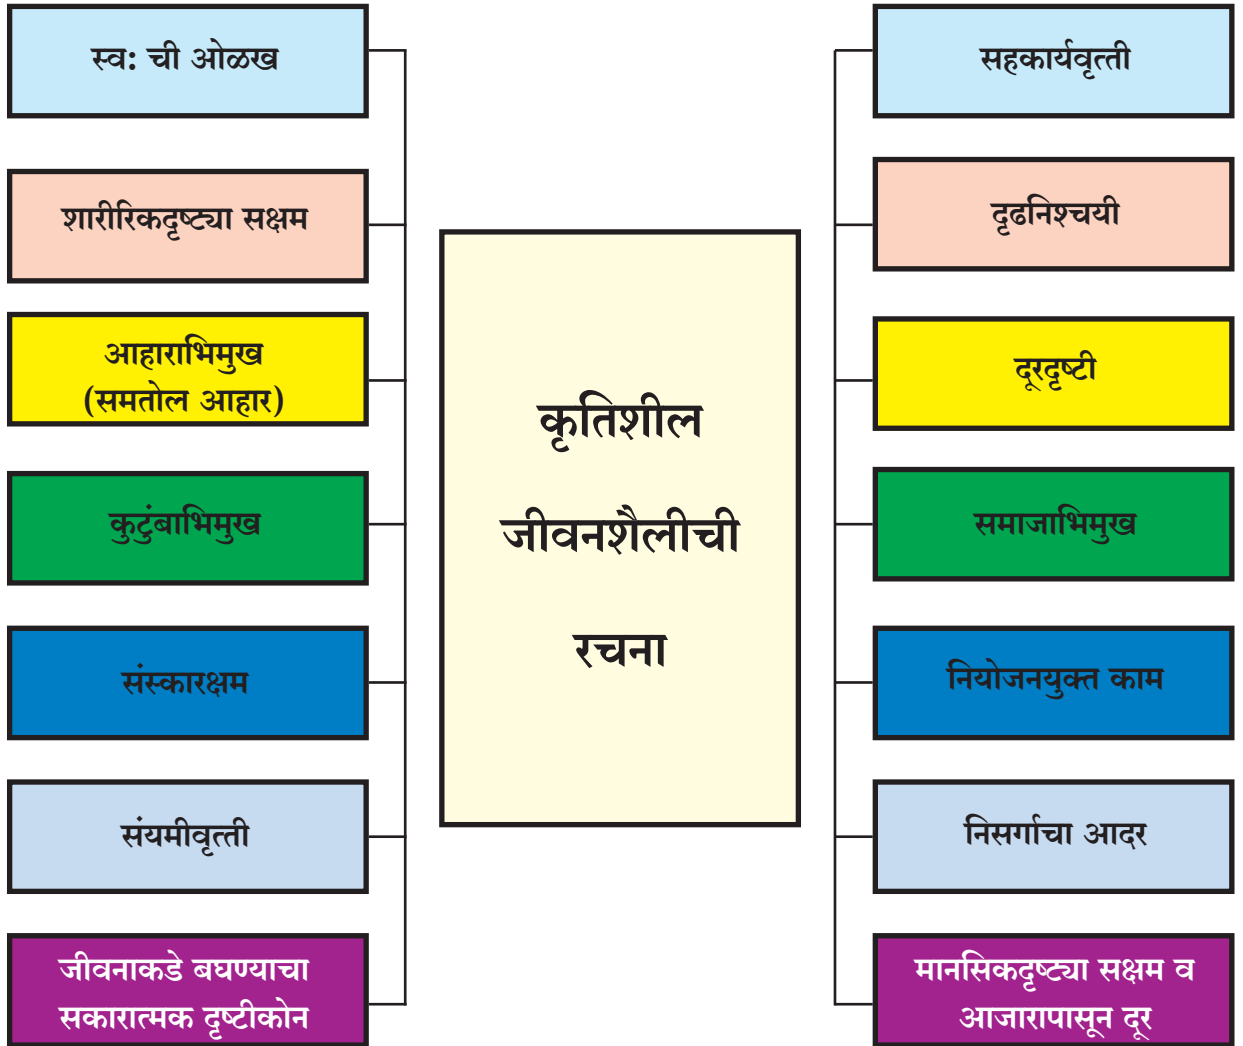 स्व: ची ओळख
शारीरिकदृष्ट्या सक्षम
आहाराभिमुख
(समतोल आहार)
कुटुंबाभिमुख
संस्कारक्षम
संयमीवृत्ती
जीवनाकडे बघण्याचा
सकारात्मक दृष्टीकोन
कृतिशील
जीवनशैलीची
रचना
सहकार्यवृत्ती
दृढनिश्चयी
दूरदृष्टी
समाजाभिमुख
नियोजनयुक्त काम
निसर्गाचा आदर
मानसिकदृष्ट्या सक्षम व
आजारापासून दूर